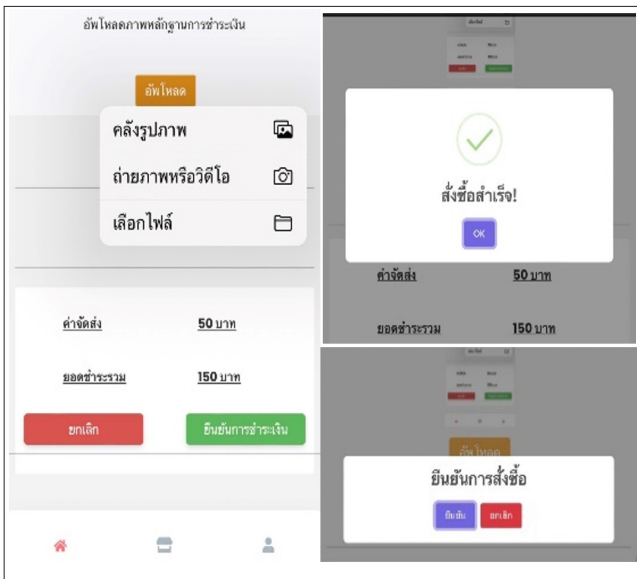 อัพโหลดภาพหลักฐานการชำระเงิน
อัพโหลด
คลังรูปภาพ
ถ่ายภาพหรือวิดีโอ
เลือกไฟล์
ค่าจัดส่ง 50 บาท
ยอดชำระรวม 150 บาท
ยกเลิก ยืนยันการชำระเงิน
สั่งซื้อสำเร็จ!
OK
ค่าจัดส่ง 50 บาท
ยอดชำระรวม 150 บาท
อัพโหลด
ยืนยันการสั่งซื้อ
ยืนยัน ยกเลิก